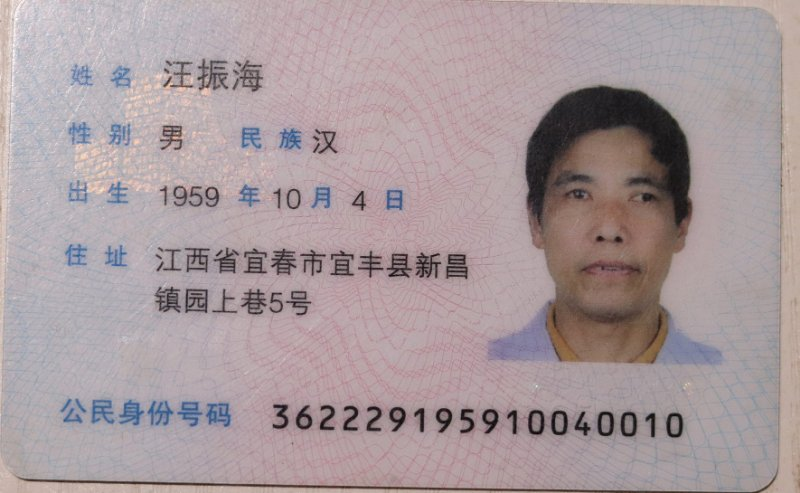 姓名 汪振海
性别 男 民族 汉
出生 1959 年 10 月 4 日
住址 江西省宜春市宜丰县新昌
镇园上巷5号
公民身份号码 362229195910040010